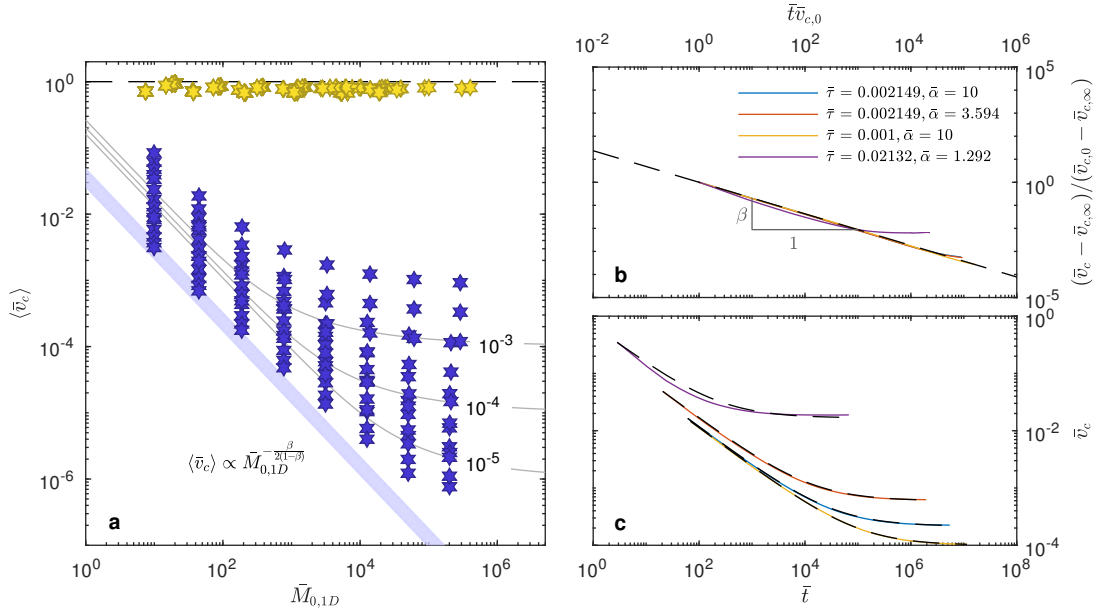 10^0
10^-2
10^-4
10^-6
⟨v̄_c⟩
10^-3
10^-4
10^-5
⟨v̄_c⟩ ∝ M̄_{0,1D}^{-β/(2(1-β))}
a
10^0 10^2 10^4 10^6
M̄_{0,1D}
t̄v̄_{c,0}
10^-2 10^0 10^2 10^4 10^6
τ̄ = 0.002149, ᾱ = 10
τ̄ = 0.002149, ᾱ = 3.594
τ̄ = 0.001, ᾱ = 10
τ̄ = 0.02132, ᾱ = 1.292
β
1
b
10^5
10^0
10^-5
(v̄_c − v̄_{c,∞})/(v̄_{c,0} − v̄_{c,∞})
c
10^0
10^-2
10^-4
v̄_c
10^0 10^2 10^4 10^6 10^8
t̄